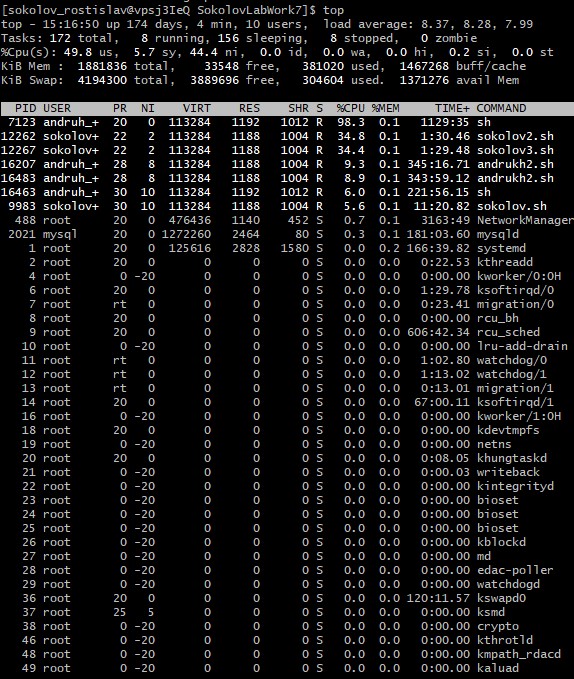 [sokolov_rostislav@vpsj3IeQ SokolovLabWork7]$ top
top - 15:16:50 up 174 days, 4 min, 10 users,  load average: 8.37, 8.28, 7.99
Tasks: 172 total,   8 running, 156 sleeping,   8 stopped,   0 zombie
%Cpu(s): 49.8 us,  5.7 sy, 44.4 ni,  0.0 id,  0.0 wa,  0.0 hi,  0.2 si,  0.0 st
KiB Mem :  1881836 total,    33548 free,   381020 used,  1467268 buff/cache
KiB Swap:  4194300 total,  3889696 free,   304604 used.  1371276 avail Mem
PID USER PR NI VIRT RES SHR S %CPU %MEM TIME+ COMMAND
7123 andruh_+ 20 0 113284 1192 1012 R 98.3 0.1 1129:35 sh
12262 sokolov+ 22 2 113284 1188 1004 R 34.8 0.1 1:30.46 sokolov2.sh
12267 sokolov+ 22 2 113284 1188 1004 R 34.4 0.1 1:29.48 sokolov3.sh
16207 andruh_+ 28 8 113284 1188 1004 R 9.3 0.1 345:16.71 andrukh2.sh
16483 andruh_+ 28 8 113284 1188 1004 R 8.9 0.1 343:59.12 andrukh2.sh
16463 andruh_+ 30 10 113284 1192 1012 R 6.0 0.1 221:56.15 sh
9983 sokolov+ 30 10 113284 1188 1004 R 5.6 0.1 11:20.82 sokolov.sh
488 root 20 0 476436 1140 452 S 0.7 0.1 3163:49 NetworkManager
2021 mysql 20 0 1272260 2464 80 S 0.3 0.1 181:03.60 mysqld
1 root 20 0 125616 2828 1580 S 0.0 0.2 166:39.82 systemd
2 root 20 0 0 0 0 S 0.0 0.0 0:22.53 kthreadd
4 root 0 -20 0 0 0 S 0.0 0.0 0:00.00 kworker/0:0H
6 root 20 0 0 0 0 S 0.0 0.0 1:29.78 ksoftirqd/0
7 root rt 0 0 0 0 S 0.0 0.0 0:23.41 migration/0
8 root 20 0 0 0 0 S 0.0 0.0 0:00.00 rcu_bh
9 root 20 0 0 0 0 S 0.0 0.0 606:42.34 rcu_sched
10 root 0 -20 0 0 0 S 0.0 0.0 0:00.00 lru-add-drain
11 root rt 0 0 0 0 S 0.0 0.0 1:02.80 watchdog/0
12 root rt 0 0 0 0 S 0.0 0.0 1:13.02 watchdog/1
13 root rt 0 0 0 0 S 0.0 0.0 0:13.01 migration/1
14 root 20 0 0 0 0 S 0.0 0.0 67:00.11 ksoftirqd/1
16 root 0 -20 0 0 0 S 0.0 0.0 0:00.00 kworker/1:0H
18 root 20 0 0 0 0 S 0.0 0.0 0:00.00 kdevtmpfs
19 root 0 -20 0 0 0 S 0.0 0.0 0:00.00 netns
20 root 20 0 0 0 0 S 0.0 0.0 0:08.05 khungtaskd
21 root 0 -20 0 0 0 S 0.0 0.0 0:00.03 writeback
22 root 0 -20 0 0 0 S 0.0 0.0 0:00.00 kintegrityd
23 root 0 -20 0 0 0 S 0.0 0.0 0:00.00 bioset
24 root 0 -20 0 0 0 S 0.0 0.0 0:00.00 bioset
25 root 0 -20 0 0 0 S 0.0 0.0 0:00.00 bioset
26 root 0 -20 0 0 0 S 0.0 0.0 0:00.00 kblockd
27 root 0 -20 0 0 0 S 0.0 0.0 0:00.00 md
28 root 0 -20 0 0 0 S 0.0 0.0 0:00.00 edac-poller
29 root 0 -20 0 0 0 S 0.0 0.0 0:00.00 watchdogd
36 root 20 0 0 0 0 S 0.0 0.0 120:11.57 kswapd0
37 root 25 5 0 0 0 S 0.0 0.0 0:00.00 ksmd
38 root 0 -20 0 0 0 S 0.0 0.0 0:00.00 crypto
46 root 0 -20 0 0 0 S 0.0 0.0 0:00.00 kthrotld
48 root 0 -20 0 0 0 S 0.0 0.0 0:00.00 kmpath_rdacd
49 root 0 -20 0 0 0 S 0.0 0.0 0:00.00 kaluad